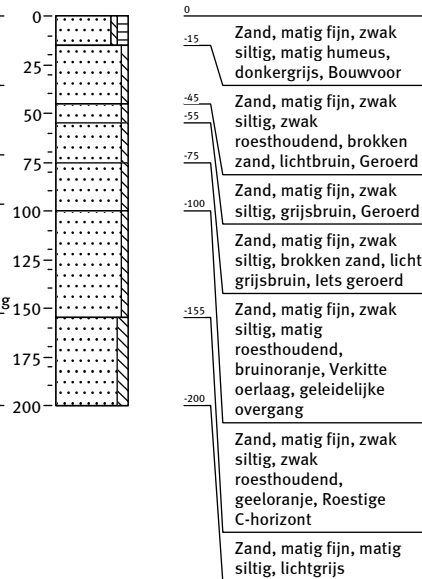 0
25
50
75
100
125
g
150
175
200
0
-15
Zand, matig fijn, zwak
siltig, matig humeus,
donkergrijs, Bouwvoor
-45
Zand, matig fijn, zwak
siltig, zwak
roesthoudend, brokken
zand, lichtbruin, Geroerd
-55
Zand, matig fijn, zwak
siltig, grijsbruin, Geroerd
-75
Zand, matig fijn, zwak
siltig, brokken zand, licht
grijsbruin, Iets geroerd
-100
Zand, matig fijn, zwak
siltig, matig
roesthoudend,
bruinoranje, Verkitte
oerlaag, geleidelijke
overgang
-155
Zand, matig fijn, zwak
siltig, zwak
roesthoudend,
geeloranje, Roestige
C-horizont
-200
Zand, matig fijn, matig
siltig, lichtgrijs